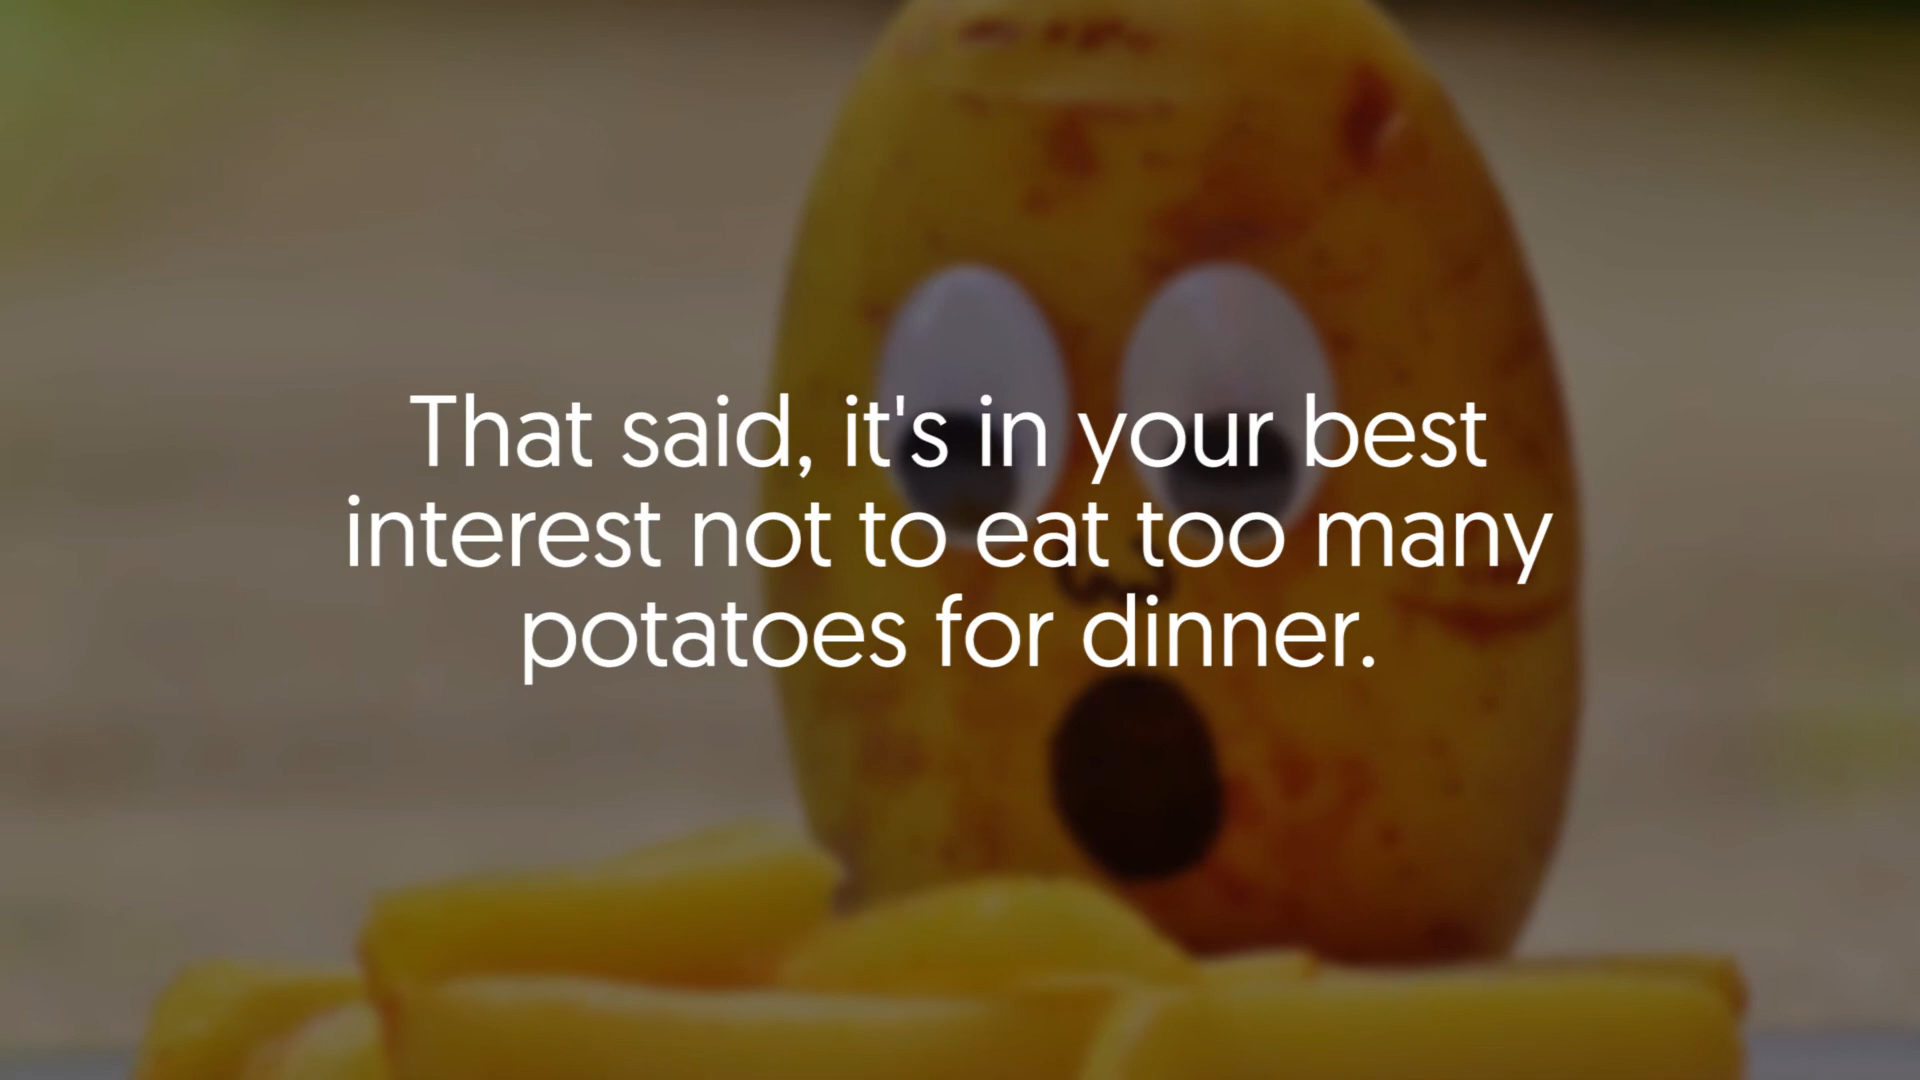 That said, it's in your best
interest not to eat too many
potatoes for dinner.